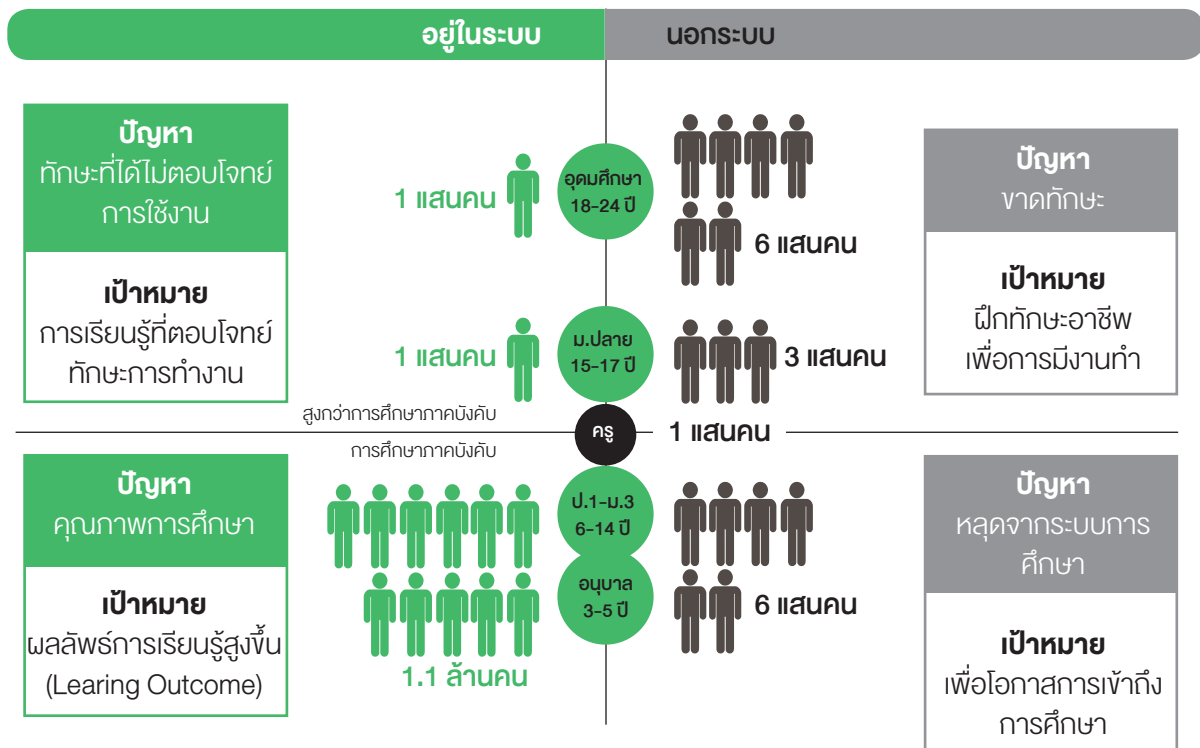 อยู่ในระบบ
นอกระบบ
ปัญหา
ทักษะที่ได้ไม่ตอบโจทย์
การใช้งาน
เป้าหมาย
การเรียนรู้ที่ตอบโจทย์
ทักษะการทำงาน
1 แสนคน
อุดมศึกษา
18-24 ปี
6 แสนคน
ปัญหา
ขาดทักษะ
เป้าหมาย
ฝึกทักษะอาชีพ
เพื่อการมีงานทำ
1 แสนคน
ม.ปลาย
15-17 ปี
3 แสนคน
สูงกว่าการศึกษาภาคบังคับ
ครู
1 แสนคน
การศึกษาภาคบังคับ
ปัญหา
คุณภาพการศึกษา
เป้าหมาย
ผลลัพธ์การเรียนรู้สูงขึ้น
(Learing Outcome)
1.1 ล้านคน
ป.1-ม.3
6-14 ปี
อนุบาล
3-5 ปี
6 แสนคน
ปัญหา
หลุดจากระบบการ
ศึกษา
เป้าหมาย
เพื่อโอกาสการเข้าถึง
การศึกษา